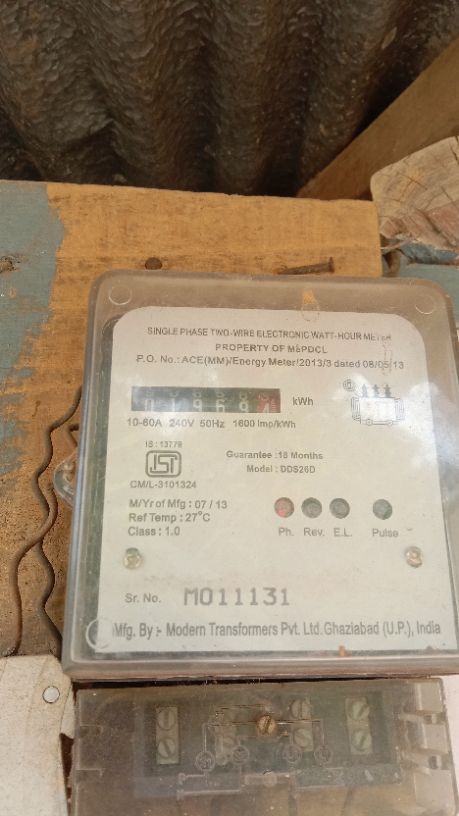 SINGLE PHASE TWO-WIRE ELECTRONIC WATT-HOUR METER
PROPERTY OF MePDCL
P.O. No.: ACE(MM)/Energy Meter/2013/3 dated 08/05/13
kWh
10-60A 240V 50Hz 1600 Imp/kWh
IS : 13779
Guarantee : 18 Months
Model : DDS26D
CM/L-3101324
M/Yr of Mfg : 07 / 13
Ref Temp : 27°C
Class : 1.0
Ph. Rev. E.L. Pulse
Sr. No. M011131
Mfg. By :- Modern Transformers Pvt. Ltd. Ghaziabad (U.P.), India